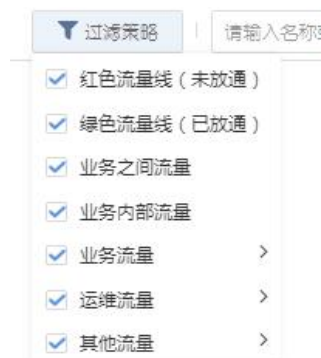 过滤策略 请输入名称
红色流量线（未放通）
绿色流量线（已放通）
业务之间流量
业务内部流量
业务流量
运维流量
其他流量